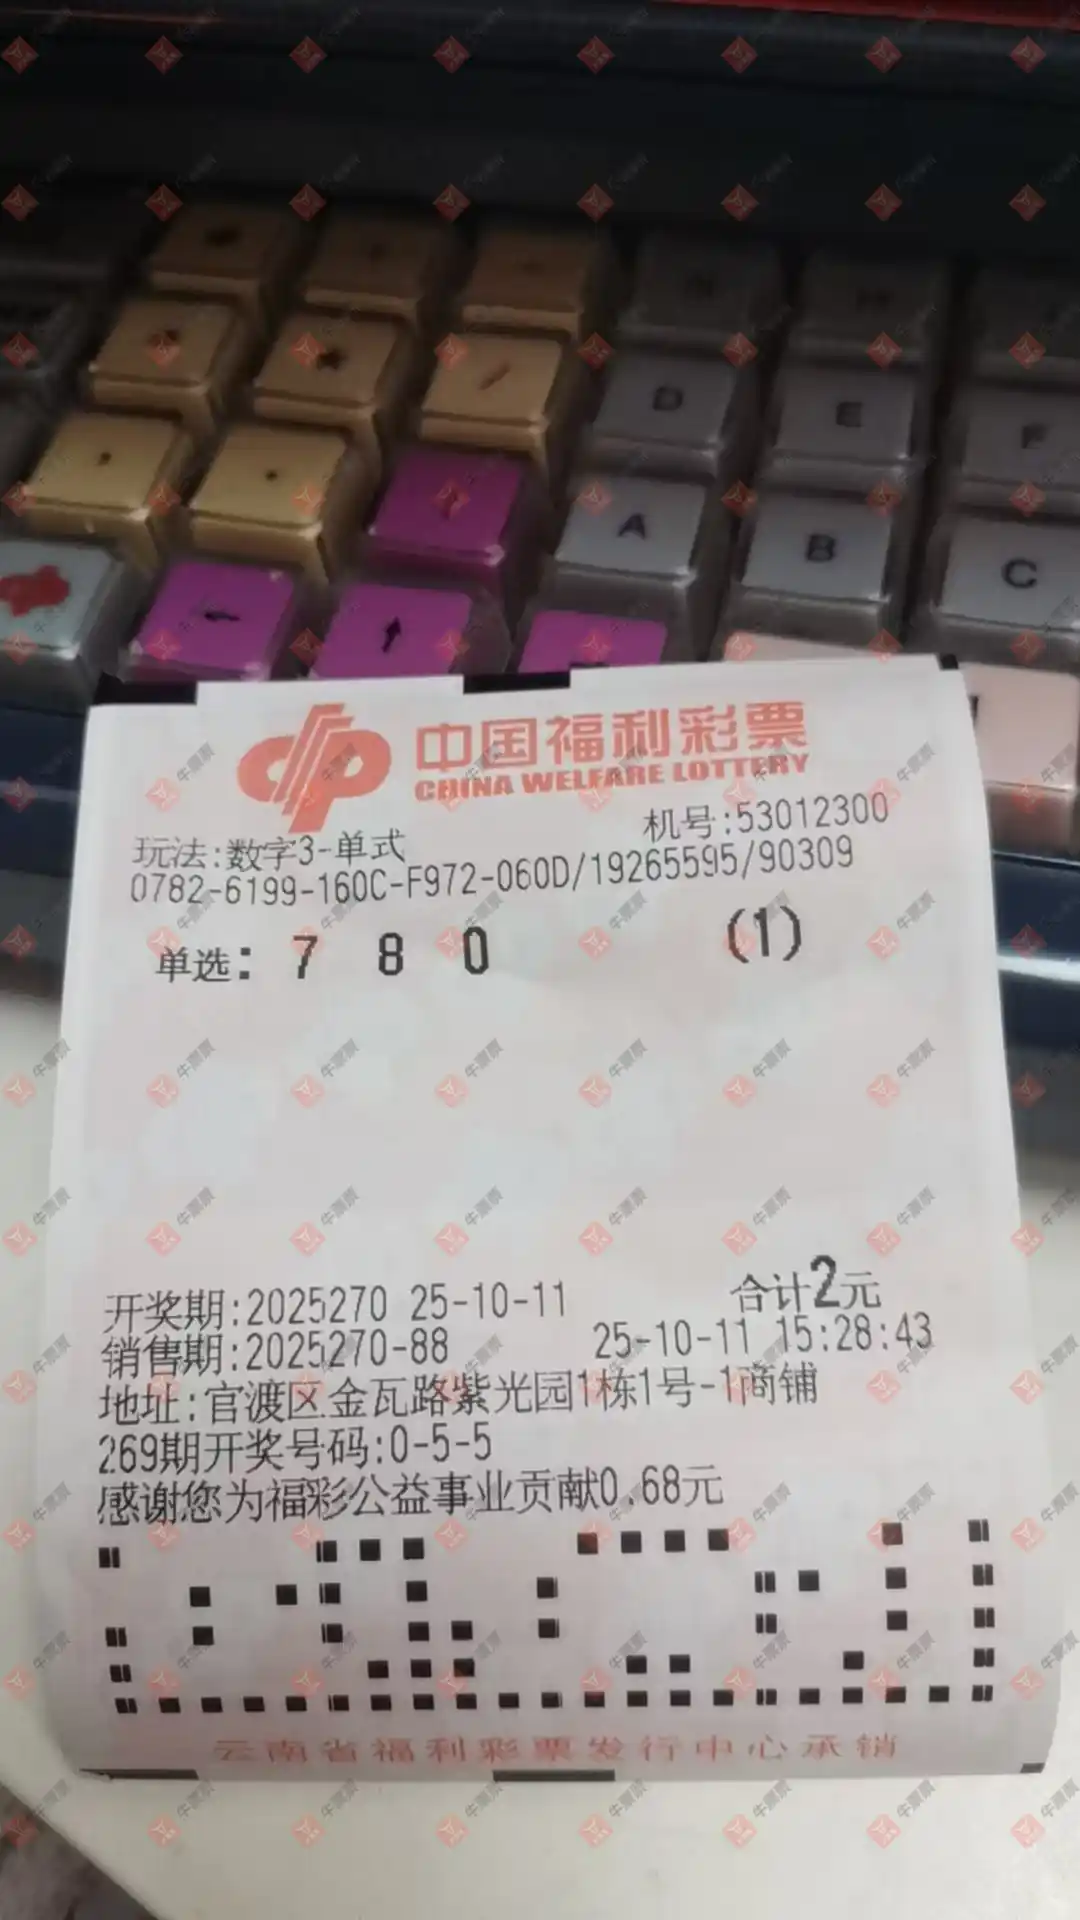 D
E
F
A
B
C
中国福利彩票
CHINA WELFARE LOTTERY
机号:53012300
玩法:数字3-单式
0782-6199-160C-F972-060D/19265595/90309
单选: 7 8 0 (1)
开奖期:2025270 25-10-11 合计2元
销售期:2025270-88 25-10-11 15:28:43
地址:官渡区金瓦路紫光园1栋1号-1商铺
269期开奖号码:0-5-5
感谢您为福彩公益事业贡献0.68元
云南省福利彩票发行中心承销
牛票票